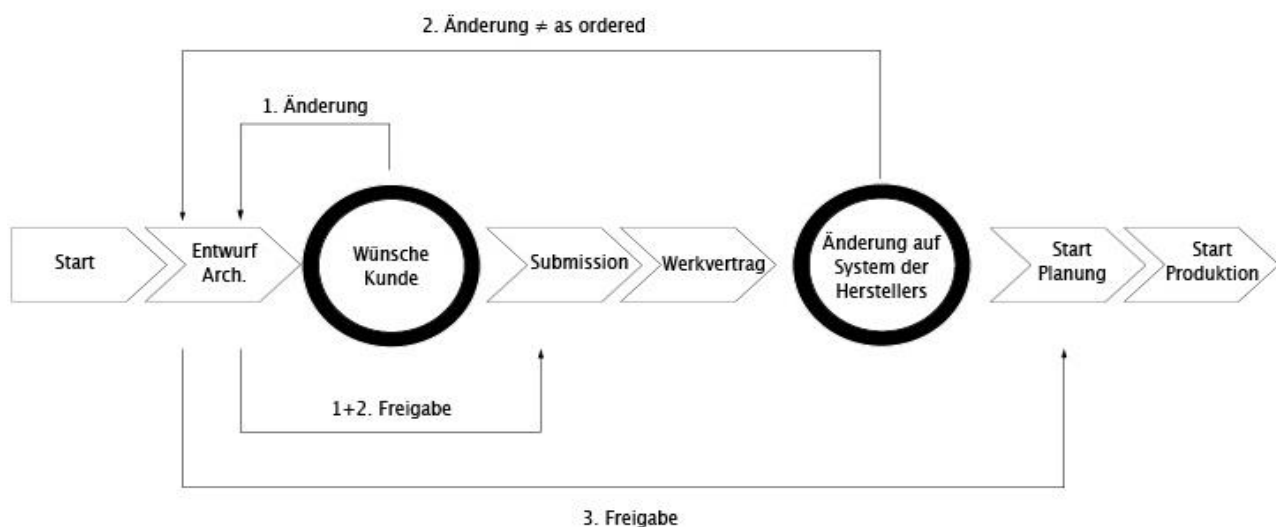 2. Änderung ≠ as ordered
1. Änderung
Start
Entwurf
Arch.
Wünsche
Kunde
Submission
Werkvertrag
Änderung auf
System der
Herstellers
Start
Planung
Start
Produktion
1+2. Freigabe
3. Freigabe